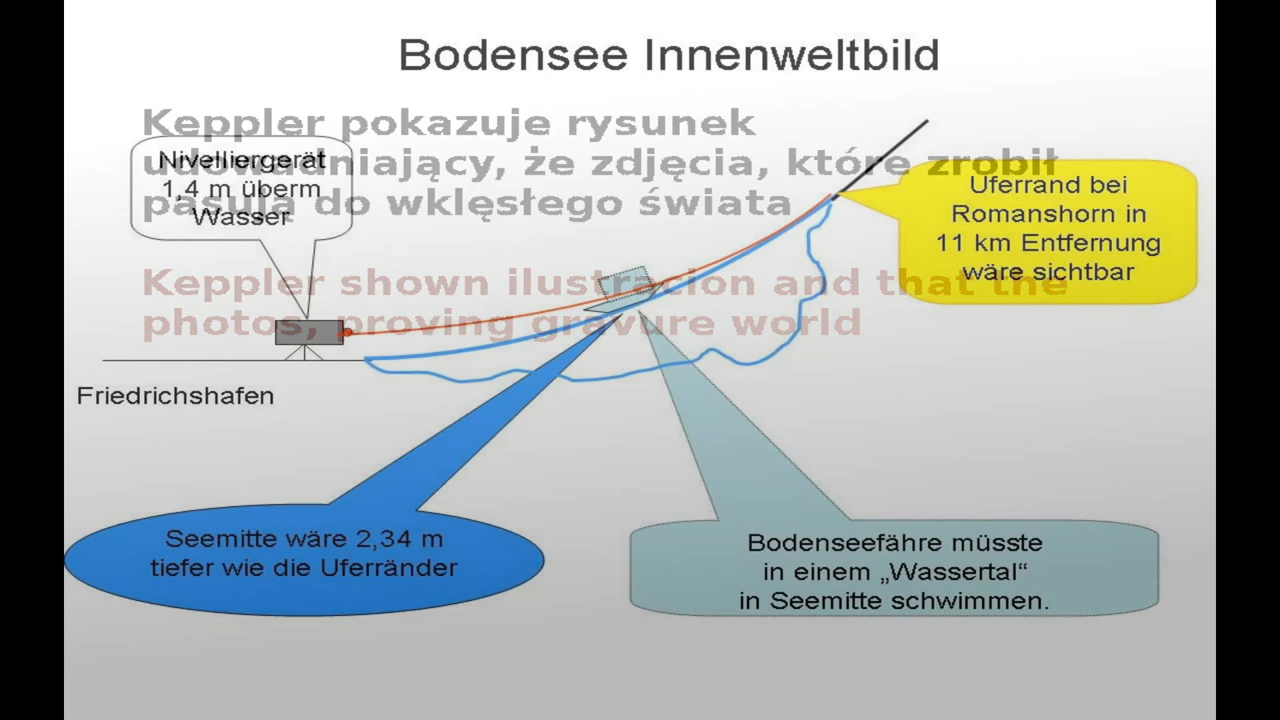 Bodensee Innenweltbild
Keppler pokazuje rysunek
udowadniający, że zdjęcia, które zrobił
pasują do wklęsłego świata
Nivelliergerät
1,4 m überm
Wasser
Uferrand bei
Romanshorn in
11 km Entfernung
wäre sichtbar
Keppler shown ilustracion and that the
photos, proving gravure world
Friedrichshafen
Seemitte wäre 2,34 m
tiefer wie die Uferränder
Bodenseefähre müsste
in einem „Wassertal“
in Seemitte schwimmen.